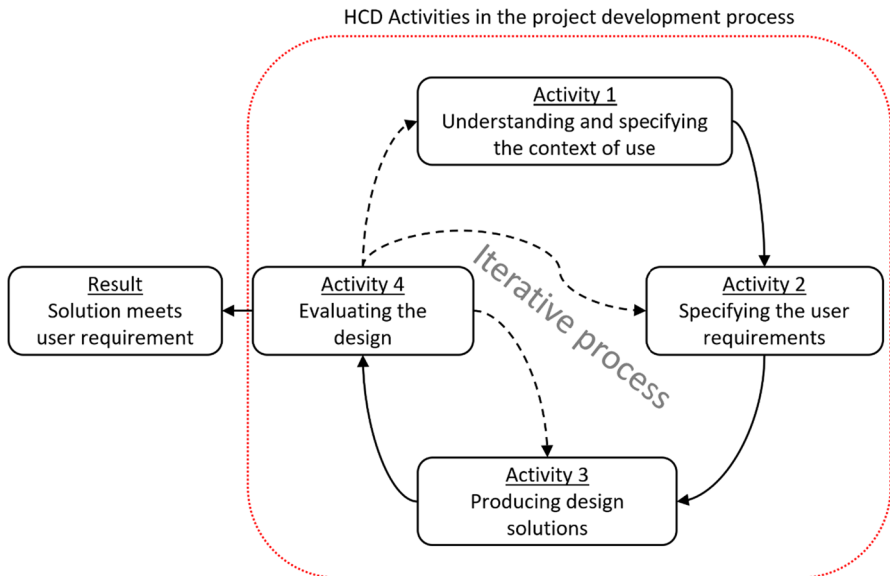 HCD Activities in the project development process
Activity 1
Understanding and specifying
the context of use
Result
Solution meets
user requirement
Activity 4
Evaluating the
design
Iterative process
Activity 2
Specifying the user
requirements
Activity 3
Producing design
solutions